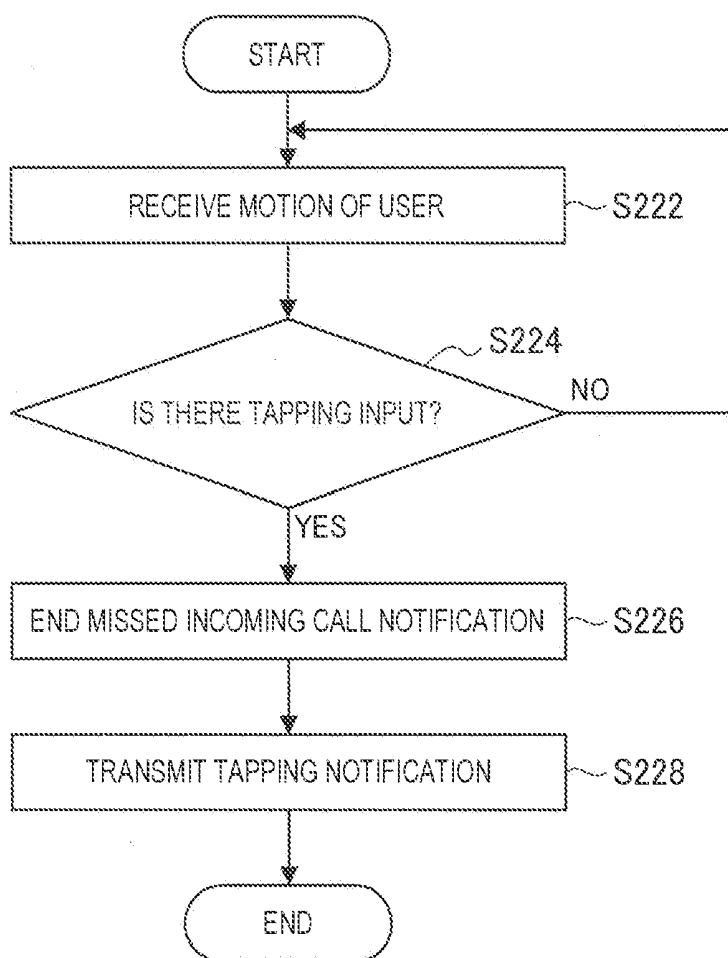 START
RECEIVE MOTION OF USER
S222
S224
IS THERE TAPPING INPUT?
NO
YES
END MISSED INCOMING CALL NOTIFICATION
S226
TRANSMIT TAPPING NOTIFICATION
S228
END